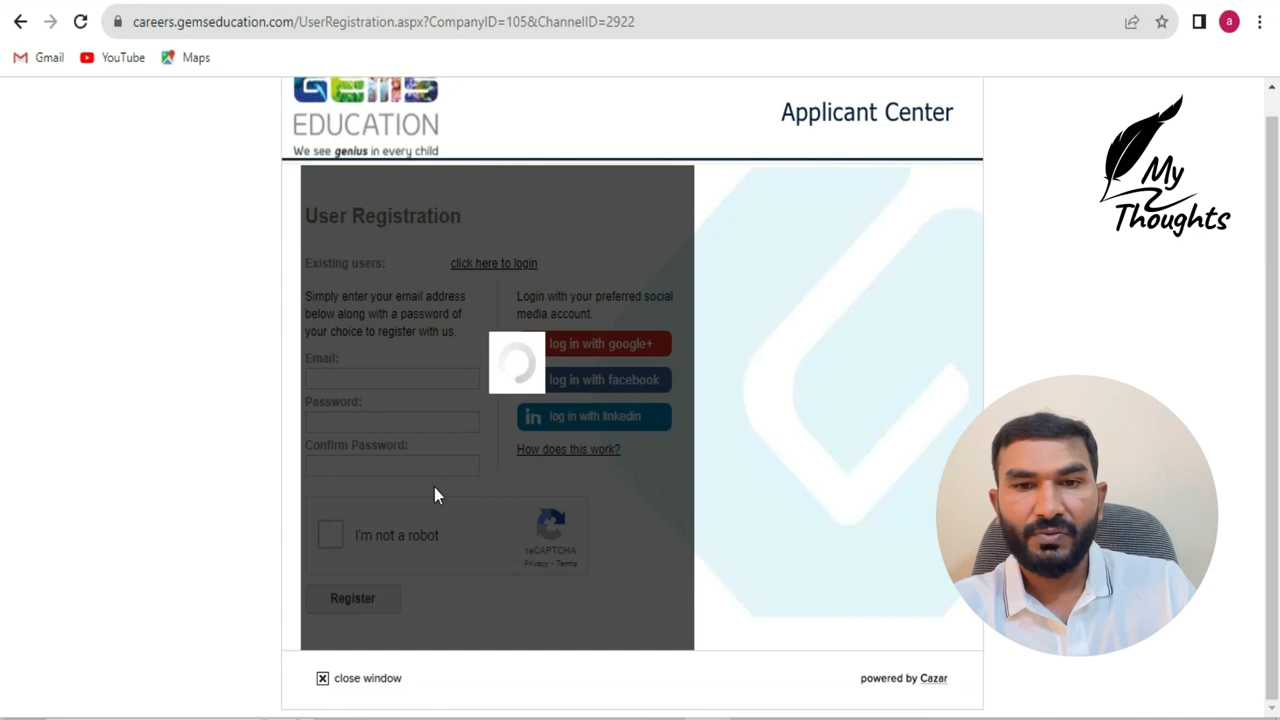 careers.gemseducation.com/UserRegistration.aspx?CompanyID=105&ChannelID=2922
a
Gmail YouTube Maps
GEMS
EDUCATION
We see genius in every child
Applicant Center
My
Thoughts
User Registration
Existing users: click here to login
Simply enter your email address
below along with a password of
your choice to register with us.
Email:
Password:
Confirm Password:
Login with your preferred social
media account.
log in with google+
log in with facebook
in log in with linkedin
How does this work?
I'm not a robot
reCAPTCHA
Privacy - Terms
Register
close window
powered by Cazar